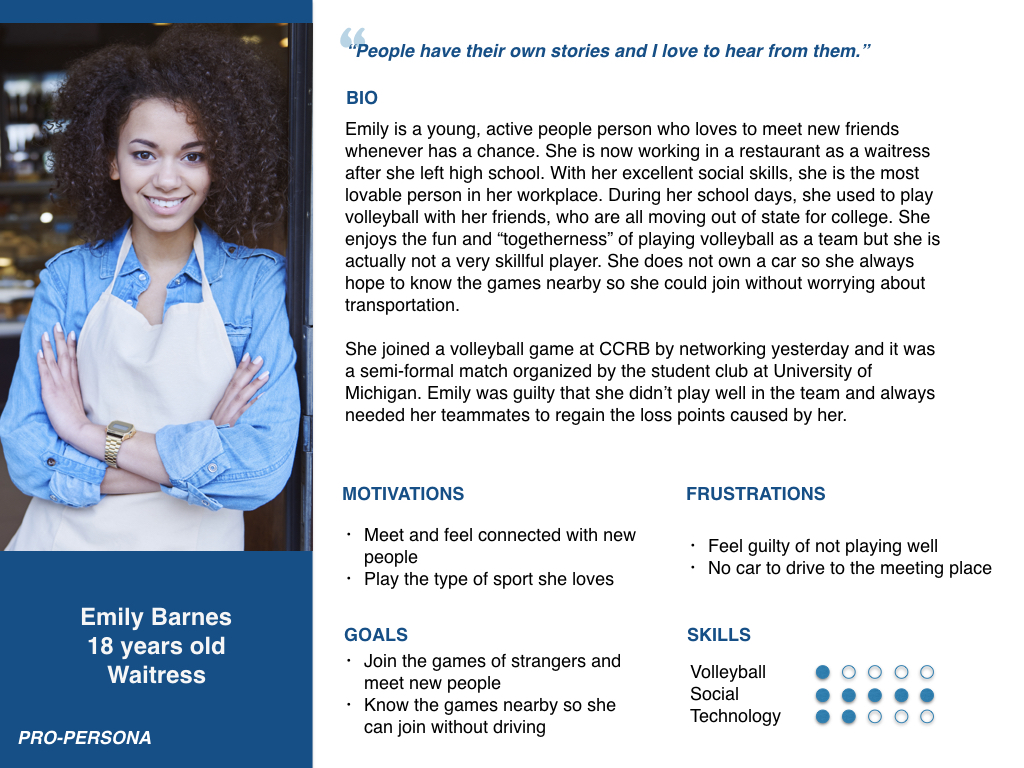 “People have their own stories and I love to hear from them.”
BIO
Emily is a young, active people person who loves to meet new friends
whenever has a chance. She is now working in a restaurant as a waitress
after she left high school. With her excellent social skills, she is the most
lovable person in her workplace. During her school days, she used to play
volleyball with her friends, who are all moving out of state for college. She
enjoys the fun and “togetherness” of playing volleyball as a team but she is
actually not a very skillful player. She does not own a car so she always
hope to know the games nearby so she could join without worrying about
transportation.
She joined a volleyball game at CCRB by networking yesterday and it was
a semi-formal match organized by the student club at University of
Michigan. Emily was guilty that she didn’t play well in the team and always
needed her teammates to regain the loss points caused by her.
MOTIVATIONS
· Meet and feel connected with new
people
· Play the type of sport she loves
FRUSTRATIONS
· Feel guilty of not playing well
· No car to drive to the meeting place
GOALS
· Join the games of strangers and
meet new people
· Know the games nearby so she
can join without driving
SKILLS
Volleyball
Social
Technology
Emily Barnes
18 years old
Waitress
PRO-PERSONA